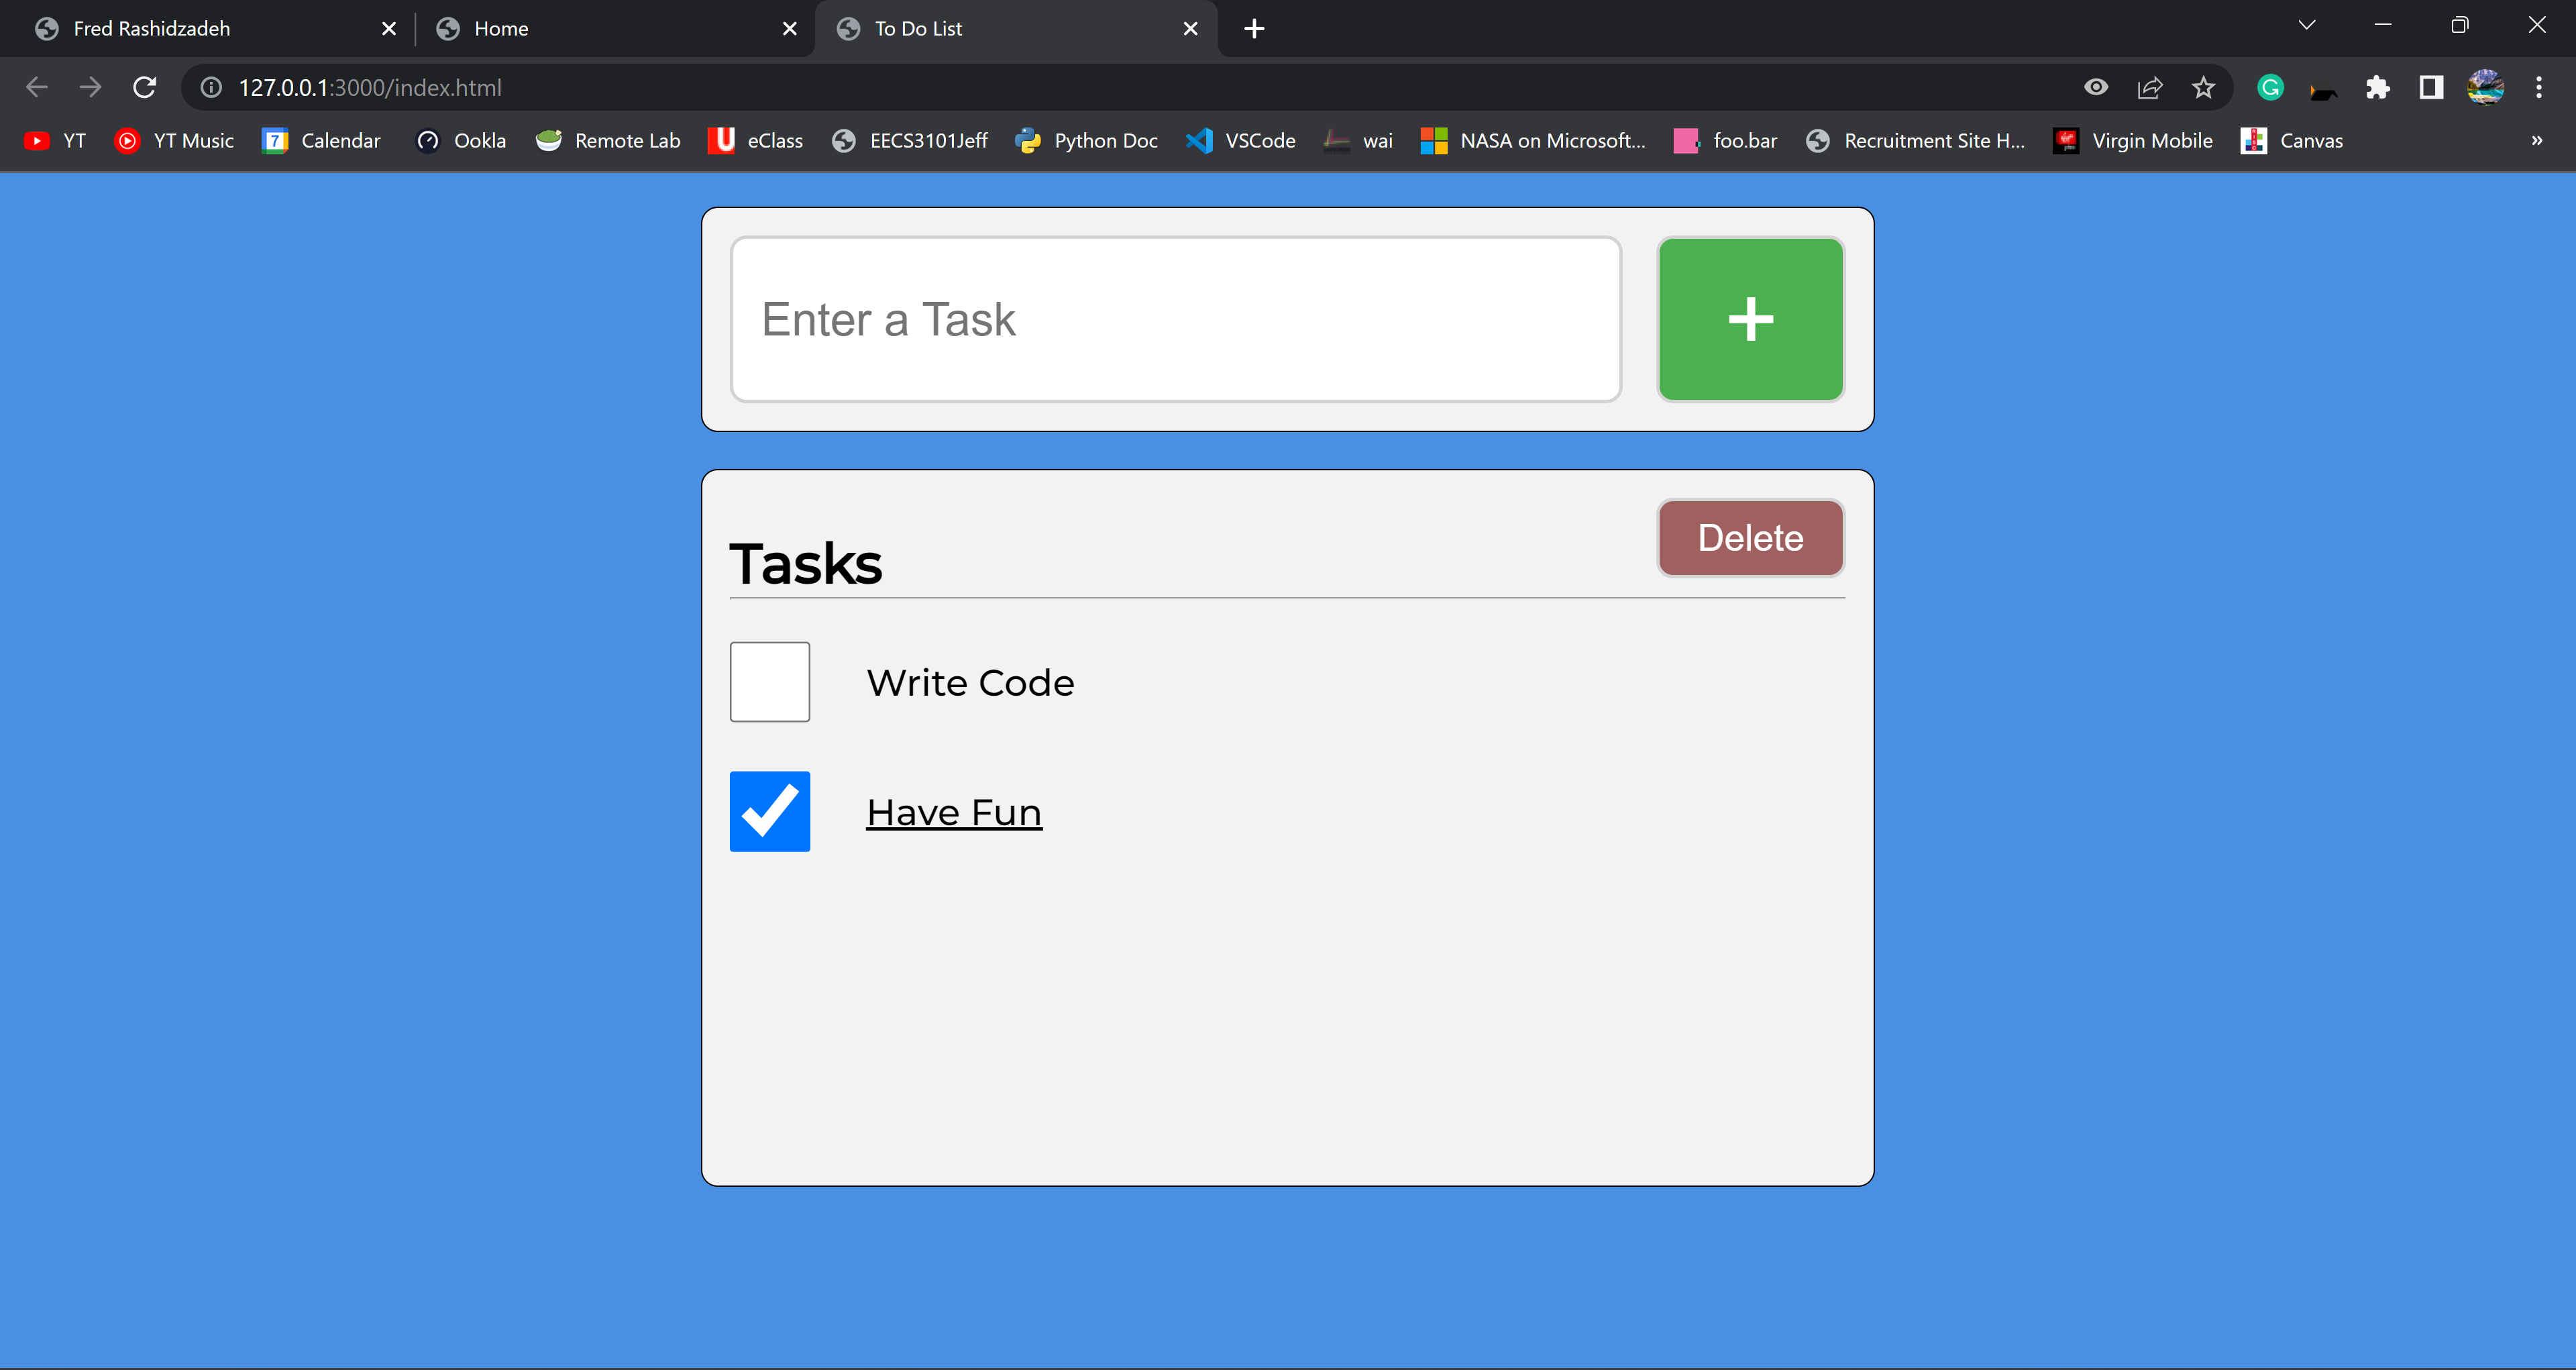 Fred Rashidzadeh
Home
To Do List
127.0.0.1:3000/index.html
YT
YT Music
7
Calendar
Ookla
Remote Lab
eClass
EECS3101Jeff
Python Doc
VSCode
wai
NASA on Microsoft...
foo.bar
Recruitment Site H...
Virgin Mobile
Canvas
»
Enter a Task
+
Delete
Tasks
Write Code
Have Fun